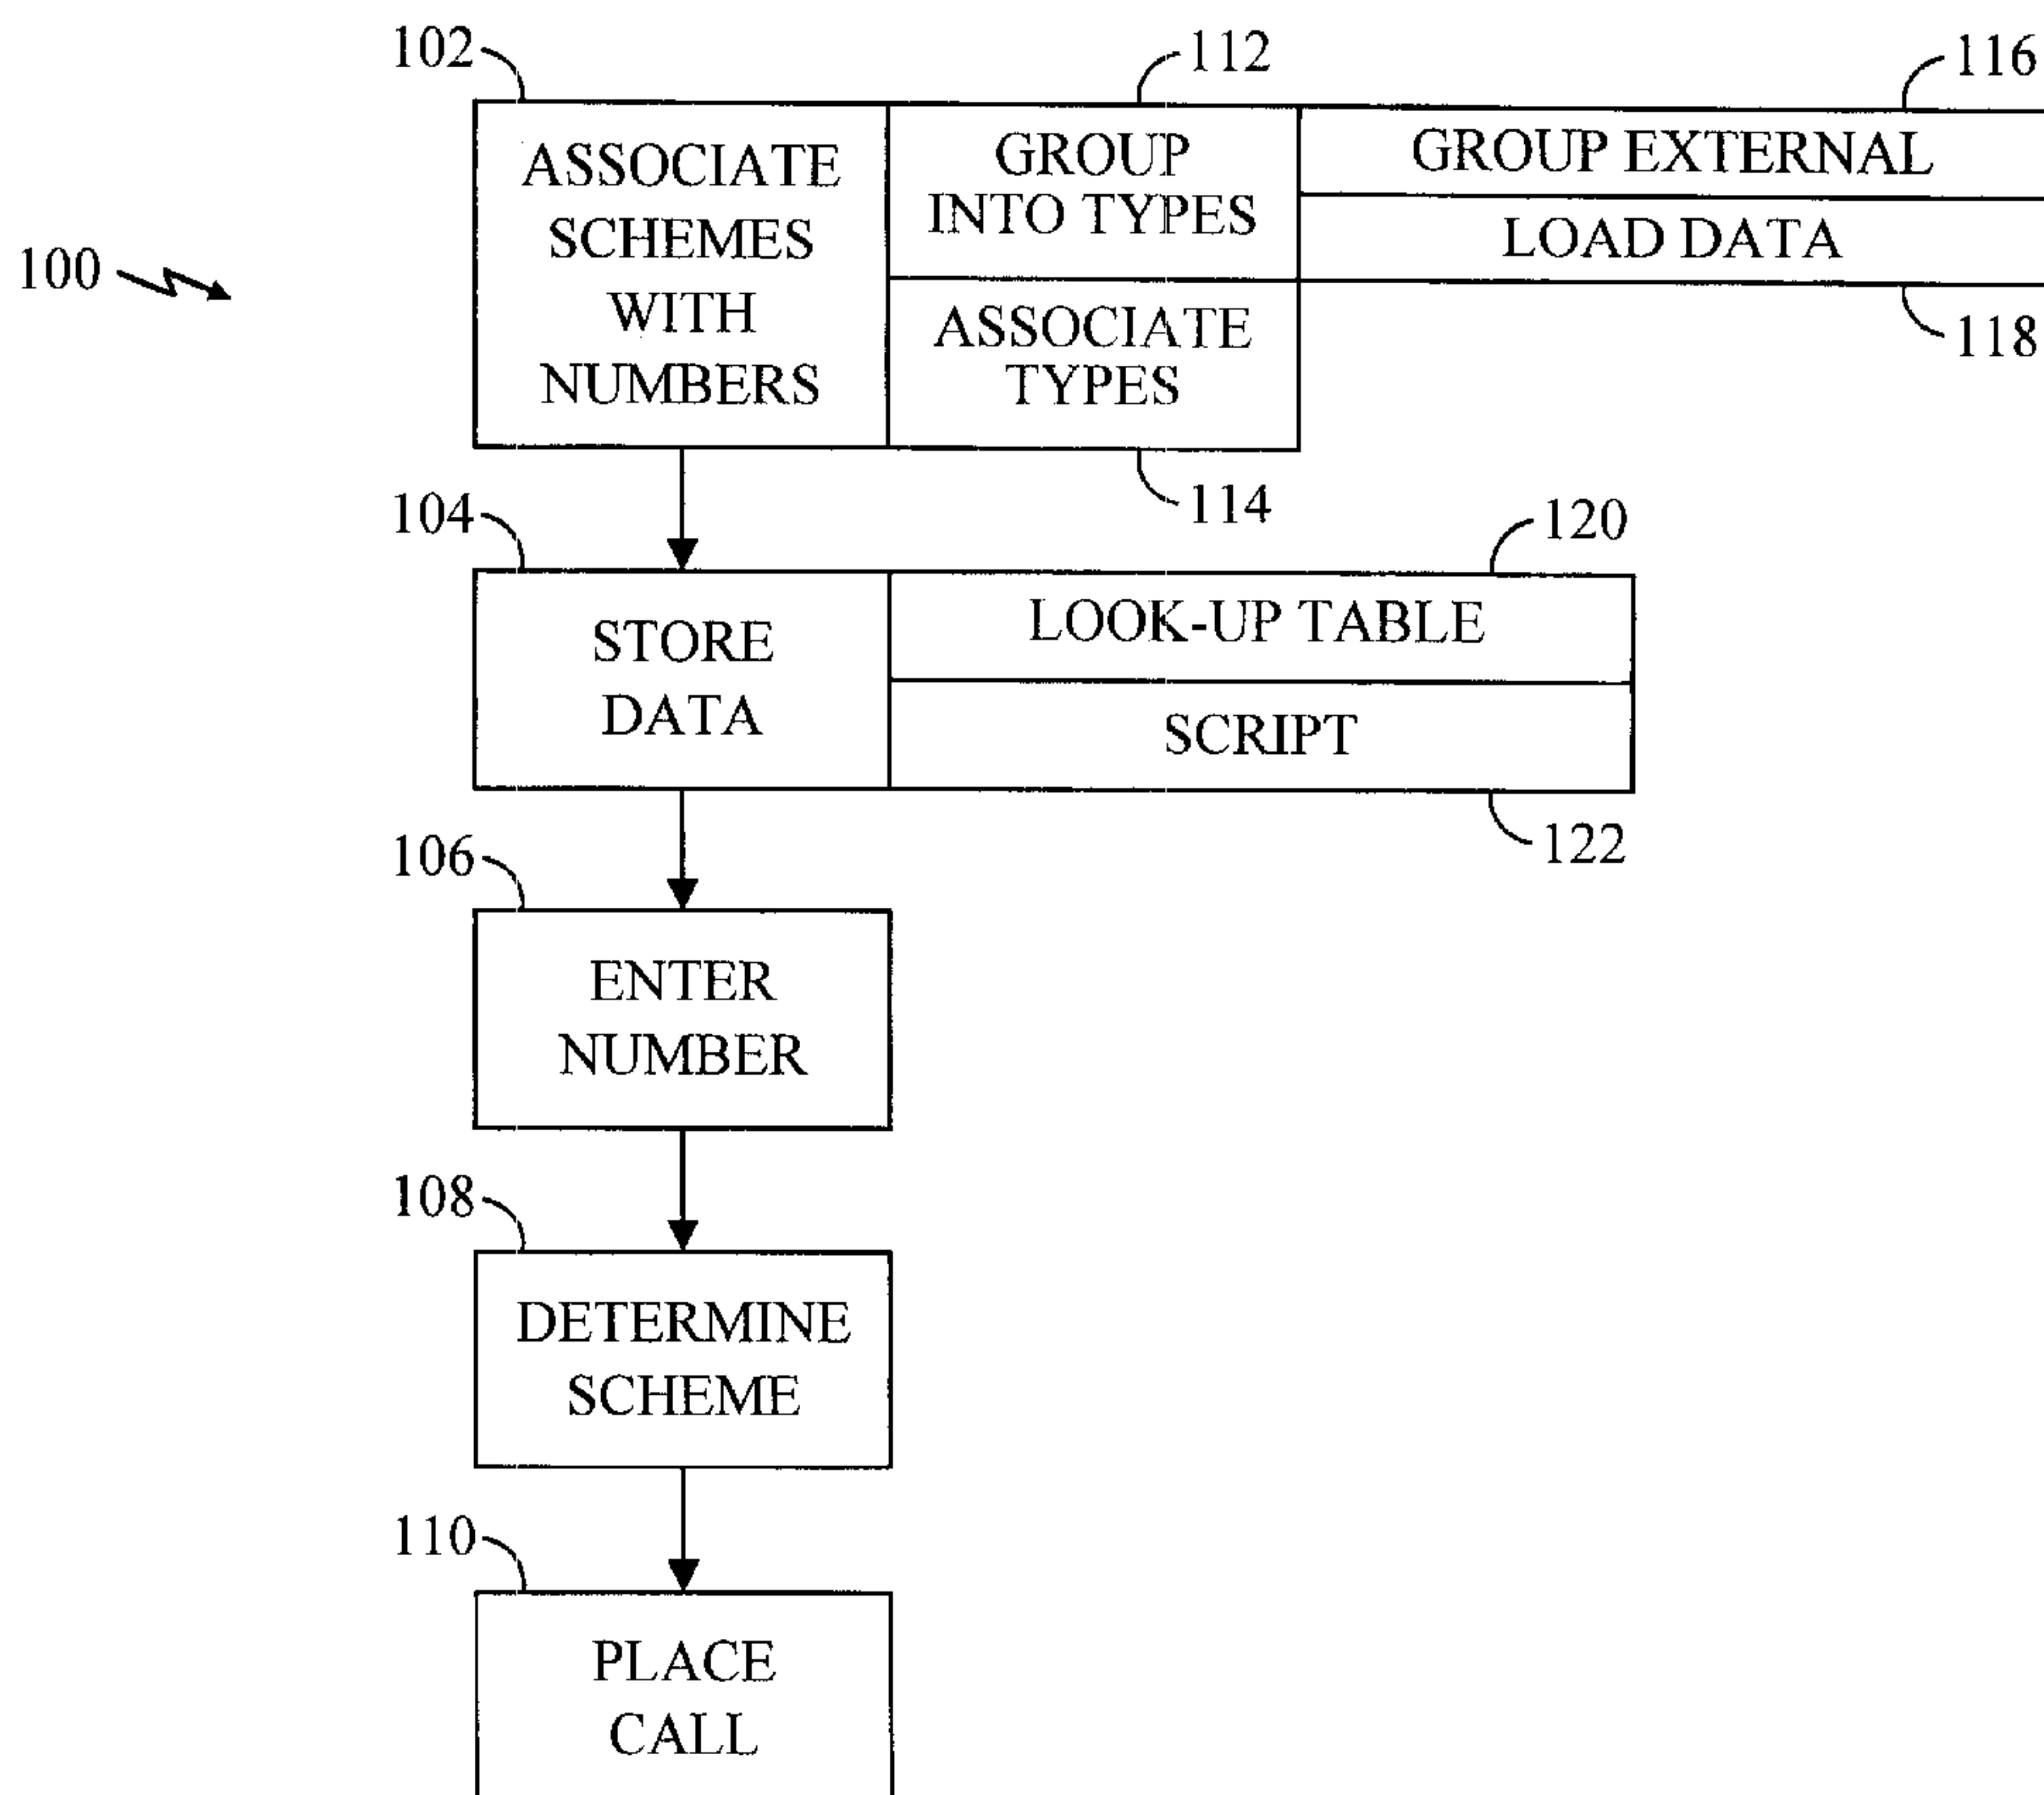 102
112
116
ASSOCIATE
SCHEMES
WITH
NUMBERS
GROUP
INTO TYPES
GROUP EXTERNAL
LOAD DATA
100
ASSOCIATE
TYPES
118
114
104
120
STORE
DATA
LOOK-UP TABLE
SCRIPT
122
106
ENTER
NUMBER
108
DETERMINE
SCHEME
110
PLACE
CALL